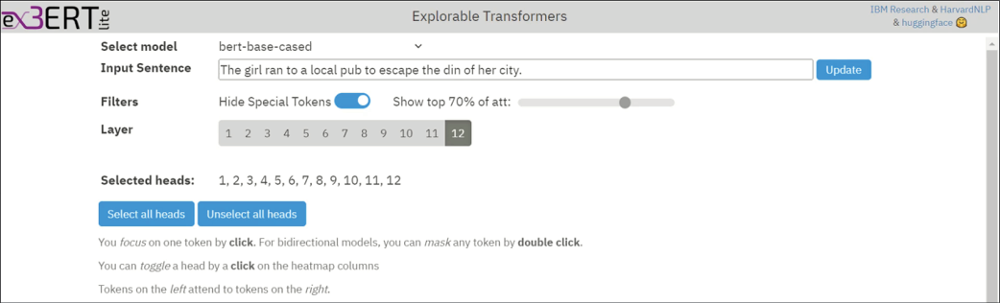 exBERT lite
Explorable Transformers
IBM Research & HarvardNLP
& huggingface
Select model bert-base-cased
Input Sentence The girl ran to a local pub to escape the din of her city. Update
Filters Hide Special Tokens Show top 70% of att:
Layer 1 2 3 4 5 6 7 8 9 10 11 12
Selected heads: 1, 2, 3, 4, 5, 6, 7, 8, 9, 10, 11, 12
Select all heads Unselect all heads
You focus on one token by click. For bidirectional models, you can mask any token by double click.
You can toggle a head by a click on the heatmap columns
Tokens on the left attend to tokens on the right.